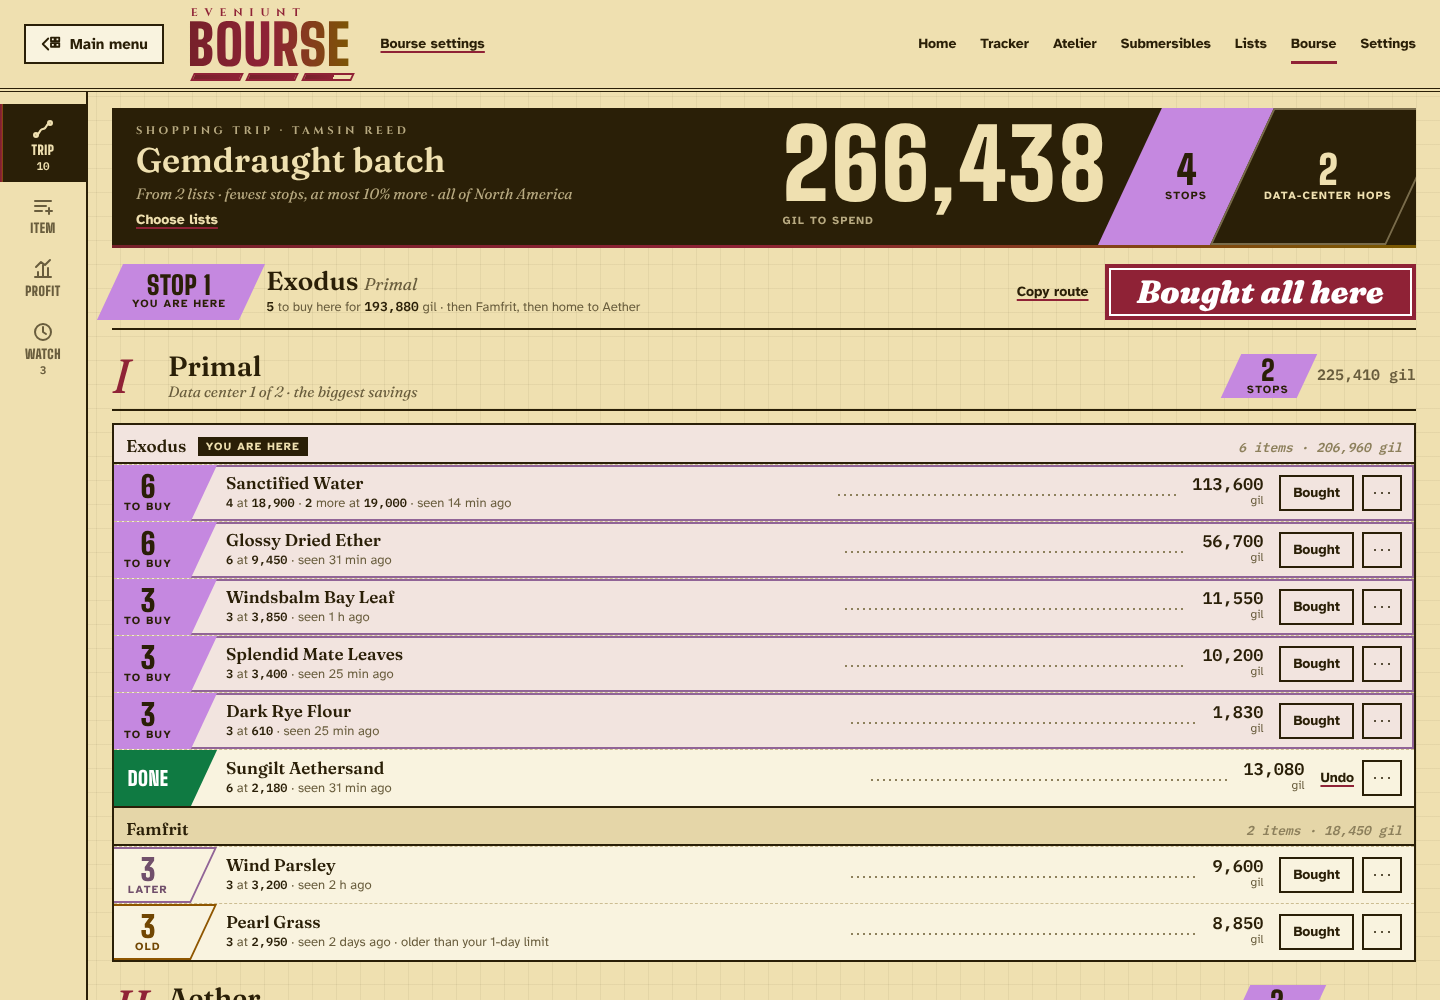 Main menu
EVENIUNT
BOURSE
Bourse settings
Home
Tracker
Atelier
Submersibles
Lists
Bourse
Settings
TRIP
10
ITEM
PROFIT
WATCH
3
SHOPPING TRIP · TAMSIN REED
Gemdraught batch
From 2 lists · fewest stops, at most 10% more · all of North America
Choose lists
266,438
GIL TO SPEND
4
STOPS
2
DATA-CENTER HOPS
STOP 1
YOU ARE HERE
Exodus Primal
5 to buy here for 193,880 gil · then Famfrit, then home to Aether
Copy route
Bought all here
I
Primal
Data center 1 of 2 · the biggest savings
2
STOPS
225,410 gil
Exodus
YOU ARE HERE
6 items · 206,960 gil
6
TO BUY
Sanctified Water
4 at 18,900 · 2 more at 19,000 · seen 14 min ago
113,600
gil
Bought
...
6
TO BUY
Glossy Dried Ether
6 at 9,450 · seen 31 min ago
56,700
gil
Bought
...
3
TO BUY
Windsbalm Bay Leaf
3 at 3,850 · seen 1 h ago
11,550
gil
Bought
...
3
TO BUY
Splendid Mate Leaves
3 at 3,400 · seen 25 min ago
10,200
gil
Bought
...
3
TO BUY
Dark Rye Flour
3 at 610 · seen 25 min ago
1,830
gil
Bought
...
DONE
Sungilt Aethersand
6 at 2,180 · seen 31 min ago
13,080
gil
Undo
...
Famfrit
2 items · 18,450 gil
3
LATER
Wind Parsley
3 at 3,200 · seen 2 h ago
9,600
gil
Bought
...
3
OLD
Pearl Grass
3 at 2,950 · seen 2 days ago · older than your 1-day limit
8,850
gil
Bought
...
II
Aether
2